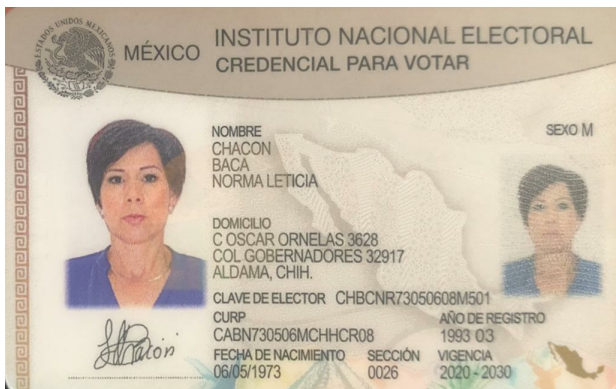 ESTADOS UNIDOS MEXICANOS
MÉXICO
INSTITUTO NACIONAL ELECTORAL
CREDENCIAL PARA VOTAR
NOMBRE
CHACON
BACA
NORMA LETICIA
SEXO M
DOMICILIO
C OSCAR ORNELAS 3628
COL GOBERNADORES 32917
ALDAMA, CHIH.
CLAVE DE ELECTOR CHBCNR73050608M501
CURP
CABN730506MCHHCR08
AÑO DE REGISTRO
1993 03
FECHA DE NACIMIENTO
06/05/1973
SECCIÓN
0026
VIGENCIA
2020 - 2030